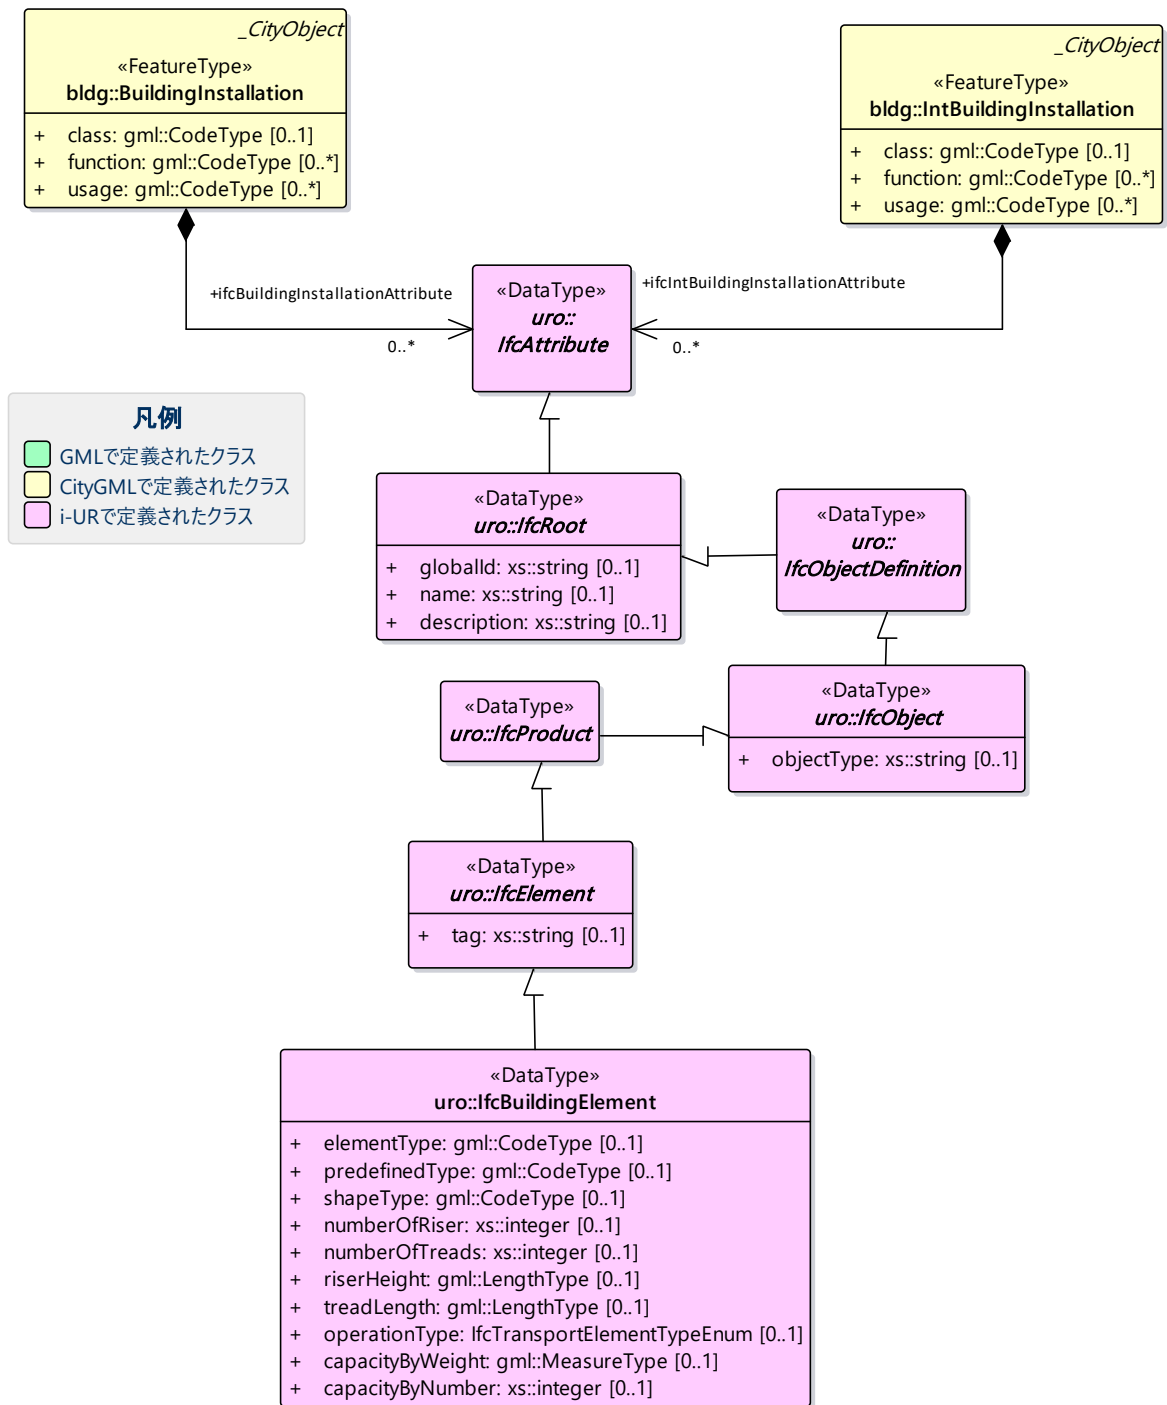 _CityObject
«FeatureType»
bldg::BuildingInstallation
+ class: gml::CodeType [0..1]
+ function: gml::CodeType [0..*]
+ usage: gml::CodeType [0..*]
_CityObject
«FeatureType»
bldg::IntBuildingInstallation
+ class: gml::CodeType [0..1]
+ function: gml::CodeType [0..*]
+ usage: gml::CodeType [0..*]
+ifcBuildingInstallationAttribute
0..*
+ifcIntBuildingInstallationAttribute
0..*
«DataType»
uro::
IfcAttribute
凡例
GMLで定義されたクラス
CityGMLで定義されたクラス
i-URで定義されたクラス
«DataType»
uro::IfcRoot
+ globalId: xs::string [0..1]
+ name: xs::string [0..1]
+ description: xs::string [0..1]
«DataType»
uro::
IfcObjectDefinition
«DataType»
uro::IfcObject
+ objectType: xs::string [0..1]
«DataType»
uro::IfcProduct
«DataType»
uro::IfcElement
+ tag: xs::string [0..1]
«DataType»
uro::IfcBuildingElement
+ elementType: gml::CodeType [0..1]
+ predefinedType: gml::CodeType [0..1]
+ shapeType: gml::CodeType [0..1]
+ numberOfRiser: xs::integer [0..1]
+ numberOfTreads: xs::integer [0..1]
+ riserHeight: gml::LengthType [0..1]
+ treadLength: gml::LengthType [0..1]
+ operationType: IfcTransportElementTypeEnum [0..1]
+ capacityByWeight: gml::MeasureType [0..1]
+ capacityByNumber: xs::integer [0..1]